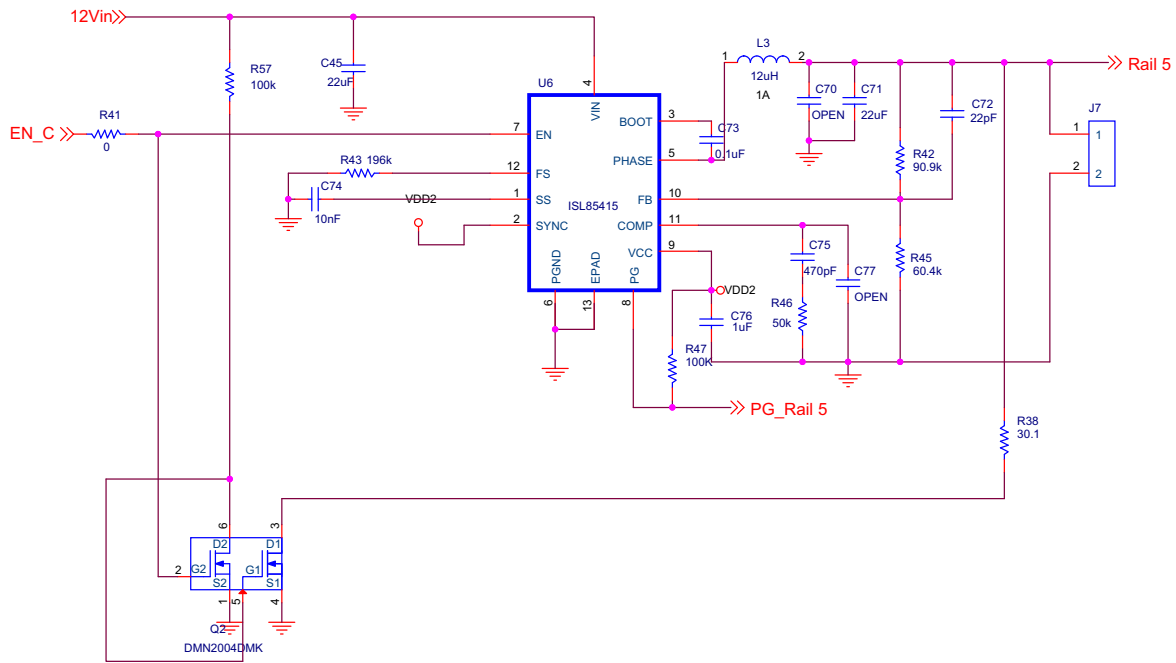 12Vin
R57
100k
C45
22uF
L3
1
2
12uH
1A
Rail 5
U6
4
VIN
C70
OPEN
C71
22uF
C72
22pF
J7
1
1
2
2
R41
EN_C
0
7
EN
BOOT
3
C73
0.1uF
PHASE
5
R42
90.9k
R43 196k
12
FS
C74
10nF
1
SS
ISL85415
FB
10
VDD2
2
SYNC
COMP
11
C75
470pF
C77
OPEN
R45
60.4k
VCC
9
VDD2
PGND
EPAD
PG
6
13
8
C76
1uF
R46
50k
R47
100K
PG_Rail 5
R38
30.1
6
3
D2
D1
2
G2
G1
S2
S1
1
5
4
Q2
DMN2004DMK